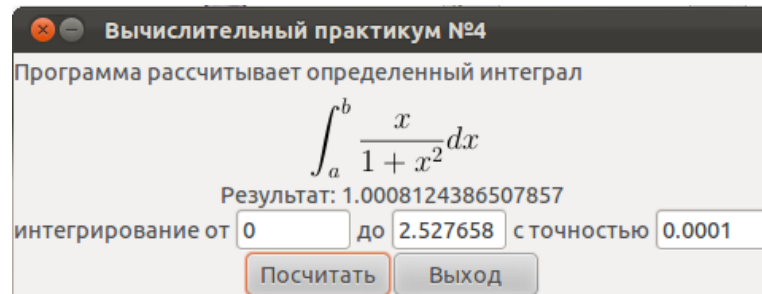 Вычислительный практикум №4
Программа рассчитывает определенный интеграл
∫_a^b x/(1 + x²) dx
Результат: 1.0008124386507857
интегрирование от 0 до 2.527658 с точностью 0.0001
Посчитать Выход